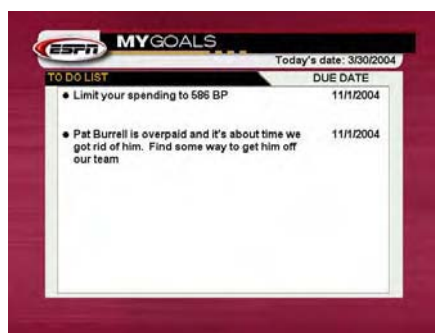 ESPN
MYGOALS
Today's date: 3/30/2004
TO DO LIST DUE DATE
• Limit your spending to 586 BP 11/1/2004
• Pat Burrell is overpaid and it's about time we 11/1/2004
got rid of him. Find some way to get him off
our team